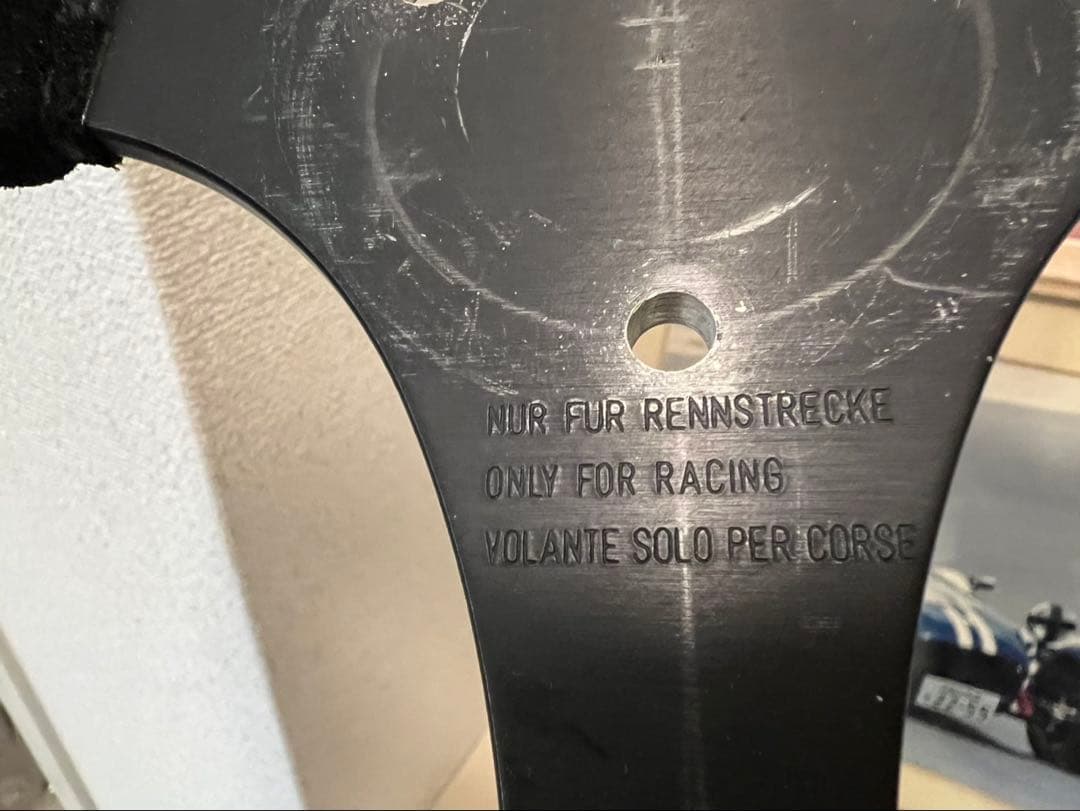 NUR FUR RENNSTRECKE
ONLY FOR RACING
VOLANTE SOLO PER CORSE